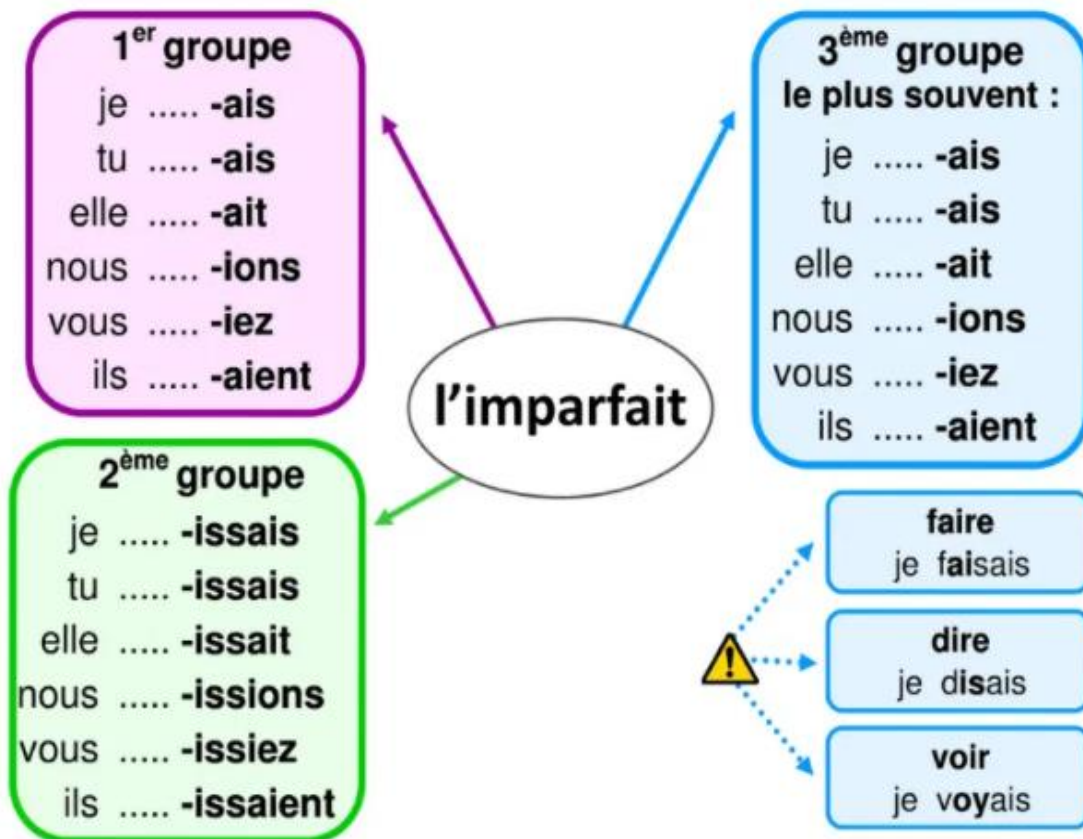 1er groupe
je ..... -ais
tu ..... -ais
elle ..... -ait
nous ..... -ions
vous ..... -iez
ils ..... -aient
3ème groupe
le plus souvent :
je ..... -ais
tu ..... -ais
elle ..... -ait
nous ..... -ions
vous ..... -iez
ils ..... -aient
l'imparfait
2ème groupe
je ..... -issais
tu ..... -issais
elle ..... -issait
nous ..... -issions
vous ..... -issiez
ils ..... -issaient
faire
je faisais
!
dire
je disais
voir
je voyais